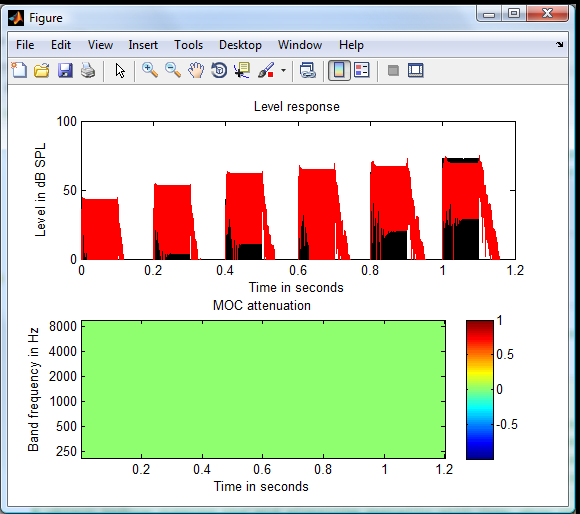 Figure
File Edit View Insert Tools Desktop Window Help
Level response
Level in dB SPL
100
50
0
0 0.2 0.4 0.6 0.8 1 1.2
Time in seconds
MOC attenuation
Band frequency in Hz
8000
4000
2000
1000
500
250
0.2 0.4 0.6 0.8 1 1.2
Time in seconds
1
0.5
0
-0.5